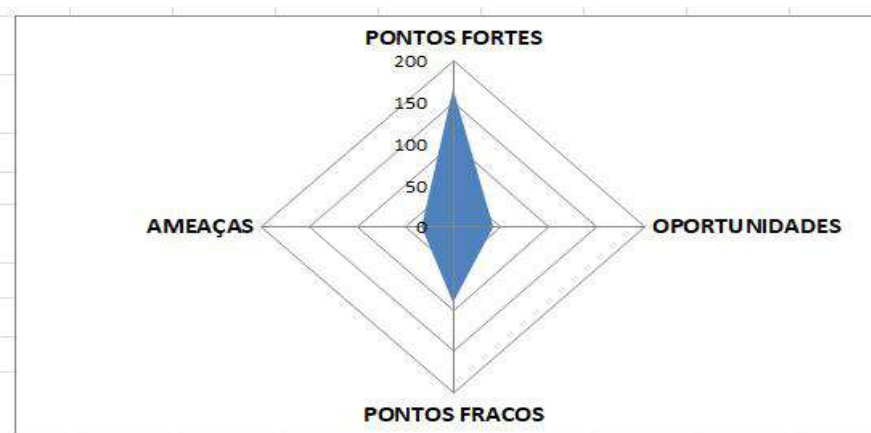 PONTOS FORTES
200
150
100
50
AMEAÇAS
0
OPORTUNIDADES
PONTOS FRACOS